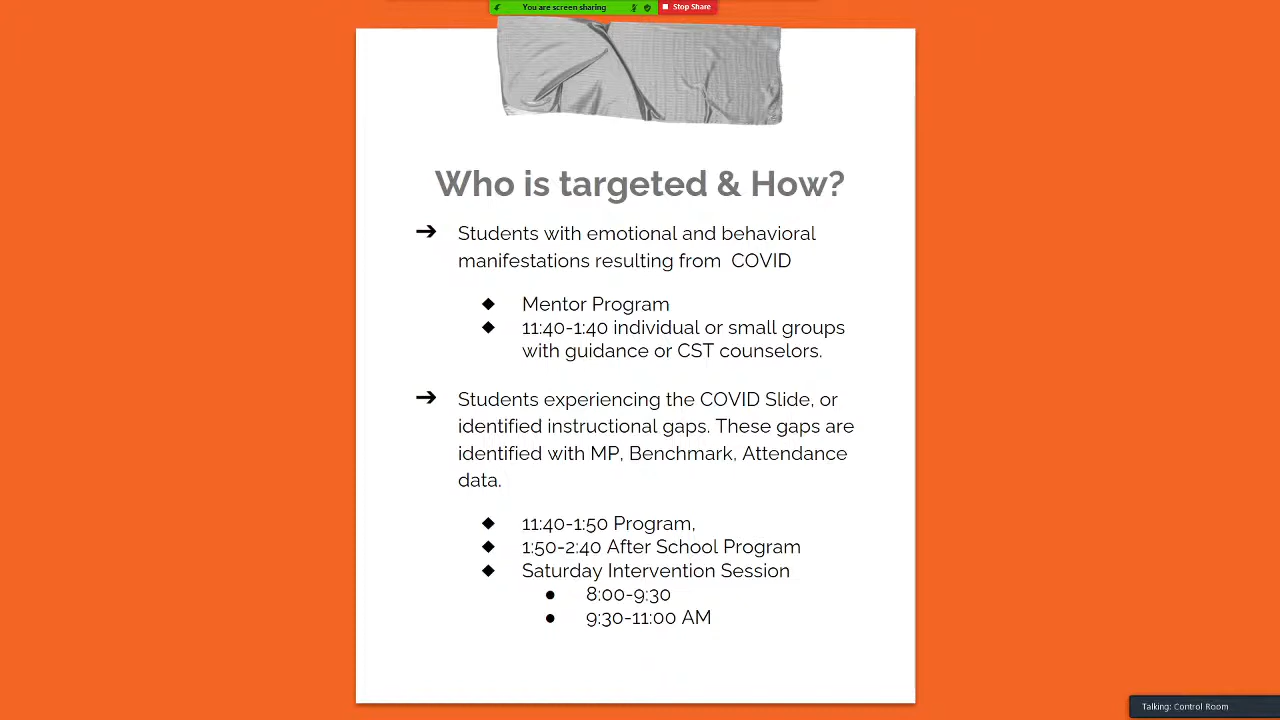 You are screen sharing
Stop Share
Who is targeted & How?
➔ Students with emotional and behavioral
manifestations resulting from COVID
◆ Mentor Program
◆ 11:40-1:40 individual or small groups
with guidance or CST counselors.
➔ Students experiencing the COVID Slide, or
identified instructional gaps. These gaps are
identified with MP, Benchmark, Attendance
data.
◆ 11:40-1:50 Program,
◆ 1:50-2:40 After School Program
◆ Saturday Intervention Session
● 8:00-9:30
● 9:30-11:00 AM
Talking: Control Room